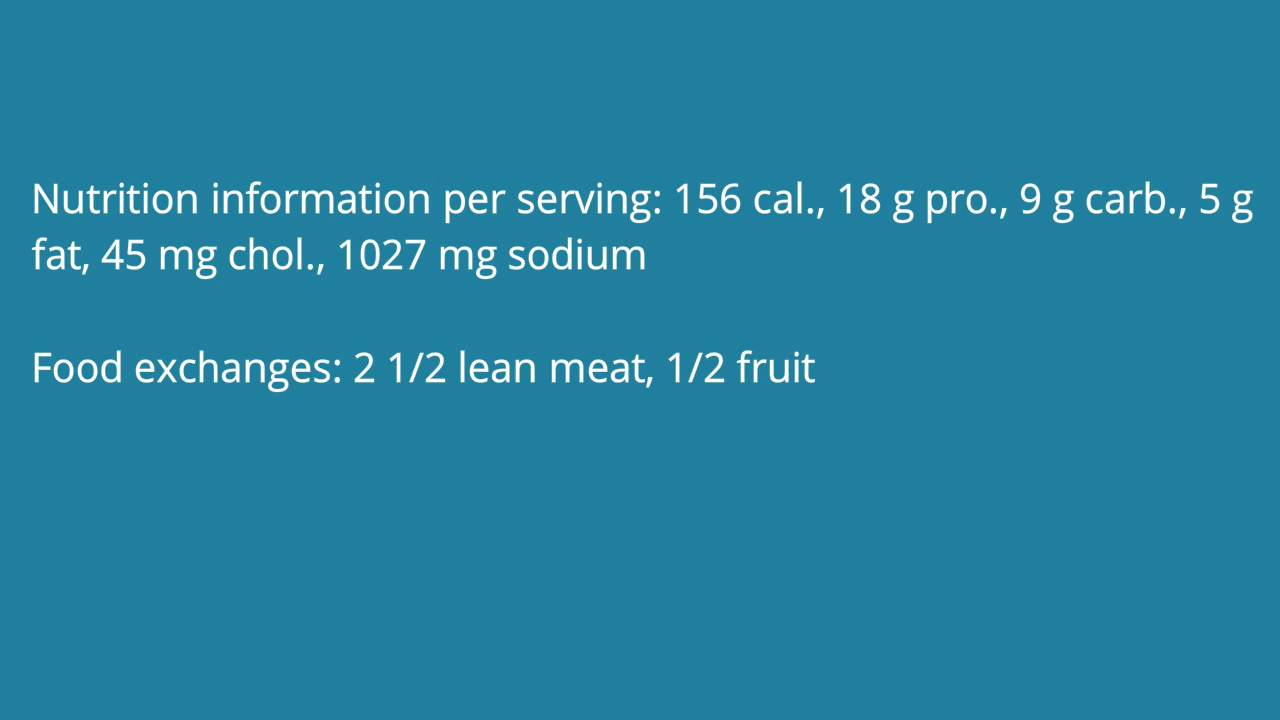 Nutrition information per serving: 156 cal., 18 g pro., 9 g carb., 5 g
fat, 45 mg chol., 1027 mg sodium
Food exchanges: 2 1/2 lean meat, 1/2 fruit